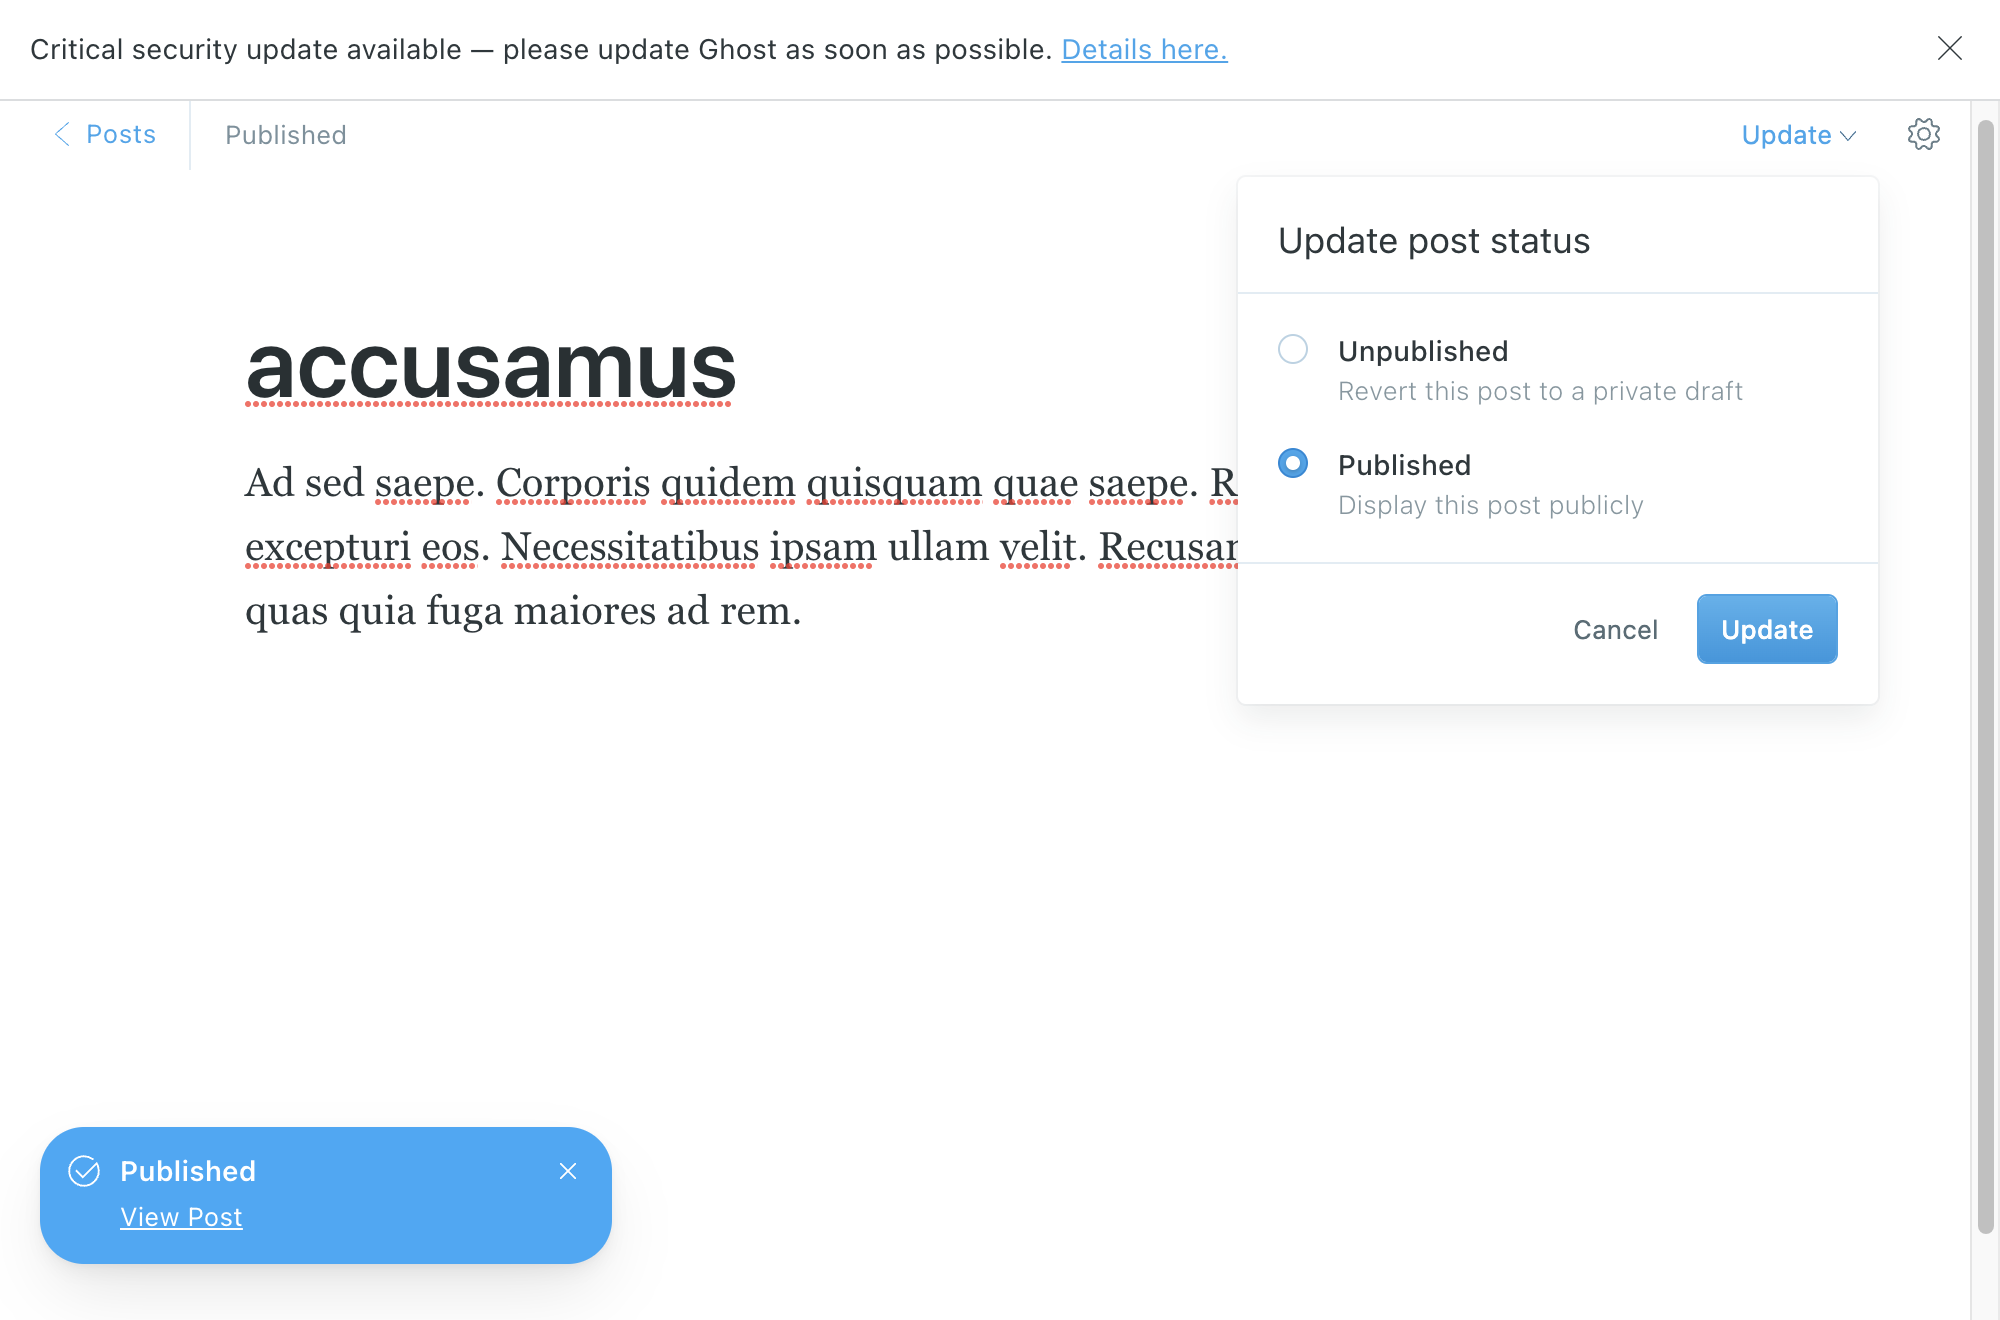 Critical security update available — please update Ghost as soon as possible. Details here.
Posts
Published
Update
Update post status
Unpublished
Revert this post to a private draft
Published
Display this post publicly
Cancel
Update
accusamus
Ad sed saepe. Corporis quidem quisquam quae saepe.
excepturi eos. Necessitatibus ipsam ullam velit.
quas quia fuga maiores ad rem.
Published
View Post